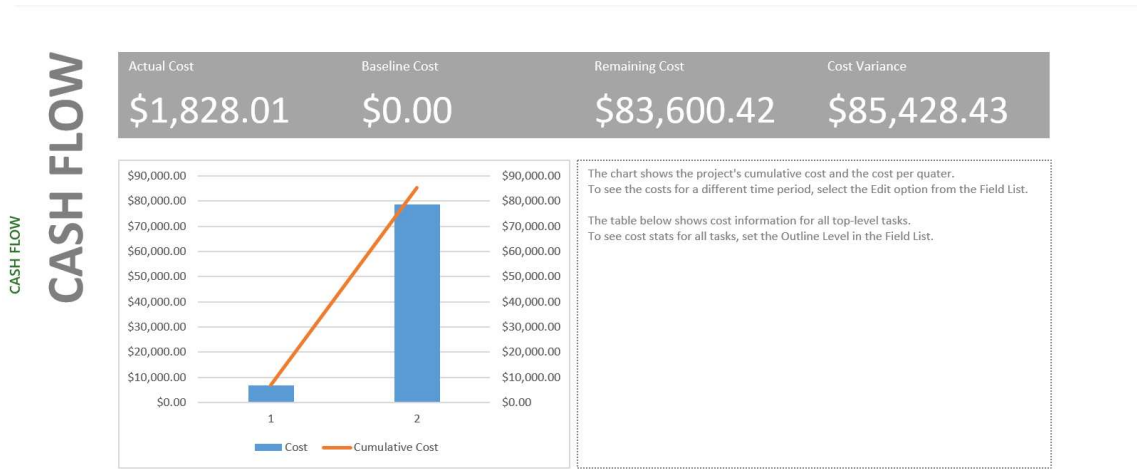 CASH FLOW
CASH FLOW
Actual Cost
Baseline Cost
Remaining Cost
Cost Variance
$1,828.01
$0.00
$83,600.42
$85,428.43
$90,000.00
$80,000.00
$70,000.00
$60,000.00
$50,000.00
$40,000.00
$30,000.00
$20,000.00
$10,000.00
$0.00
$90,000.00
$80,000.00
$70,000.00
$60,000.00
$50,000.00
$40,000.00
$30,000.00
$20,000.00
$10,000.00
$0.00
1
2
Cost
Cumulative Cost
The chart shows the project's cumulative cost and the cost per quater.
To see the costs for a different time period, select the Edit option from the Field List.
The table below shows cost information for all top-level tasks.
To see cost stats for all tasks, set the Outline Level in the Field List.